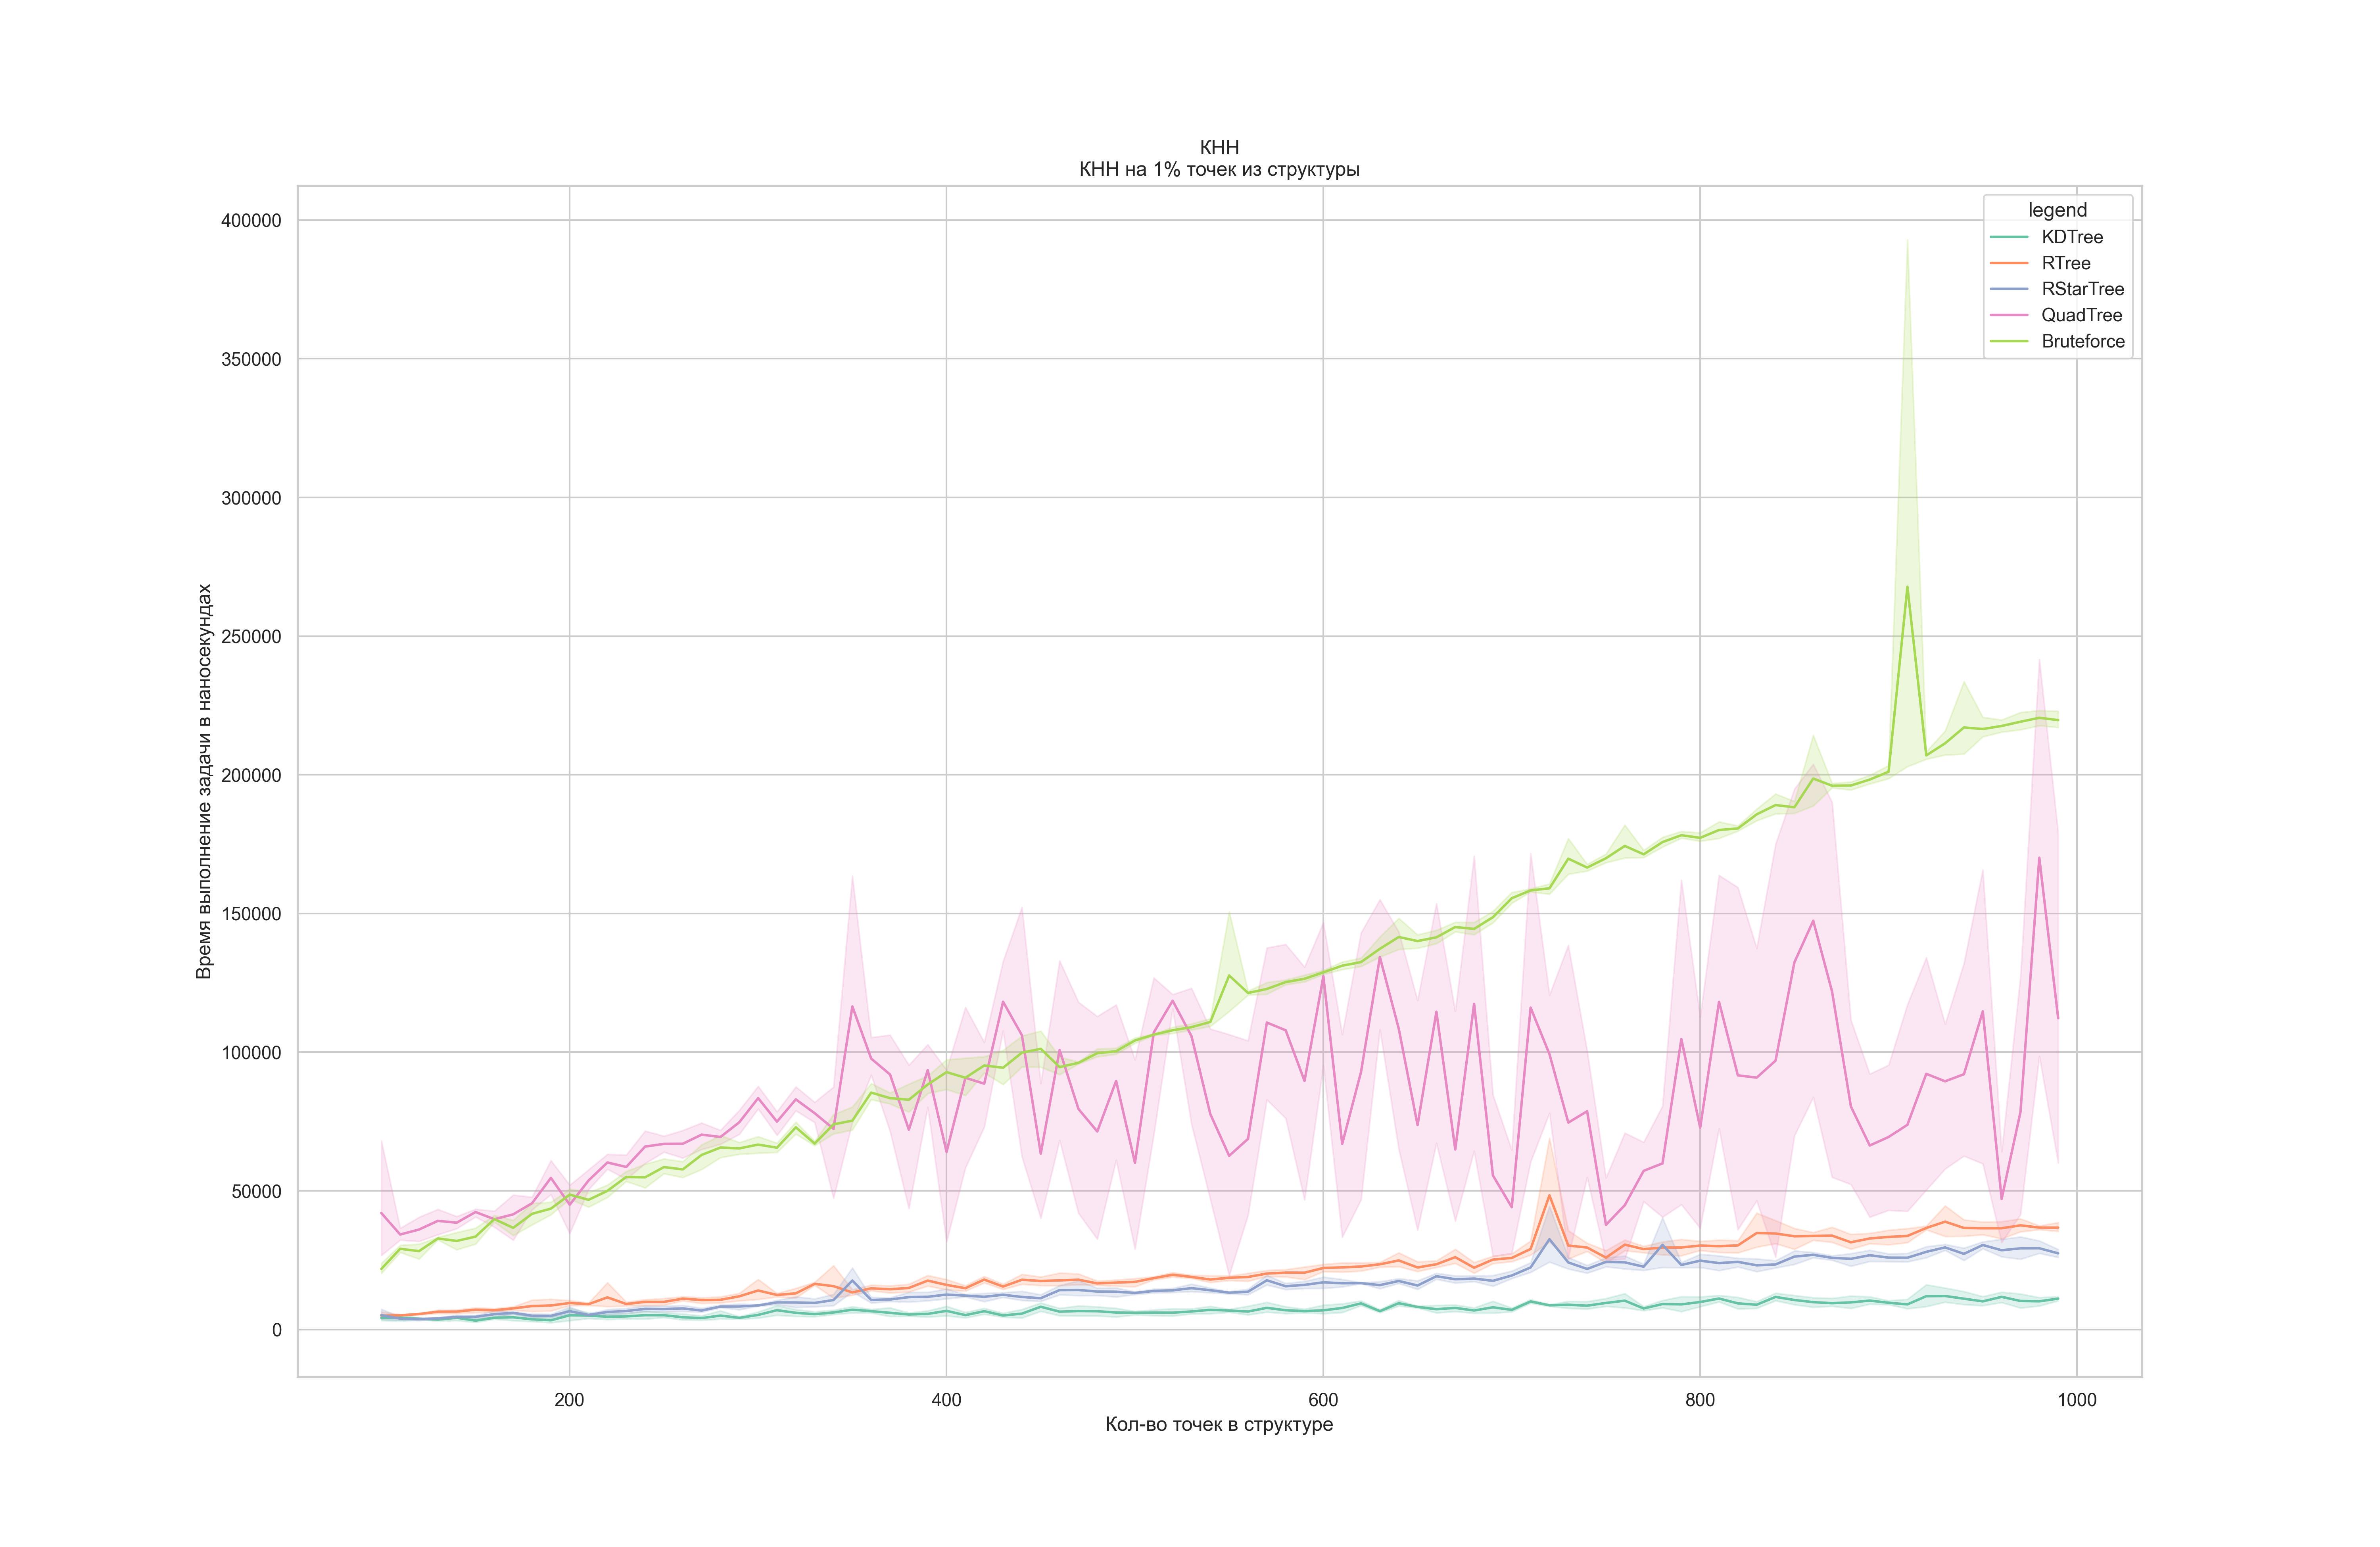 КНН
КНН на 1% точек из структуры
400000
350000
300000
250000
200000
150000
100000
50000
0
Время выполнение задачи в наносекундах
legend
KDTree
RTree
RStarTree
QuadTree
Bruteforce
200
400
600
800
1000
Кол-во точек в структуре